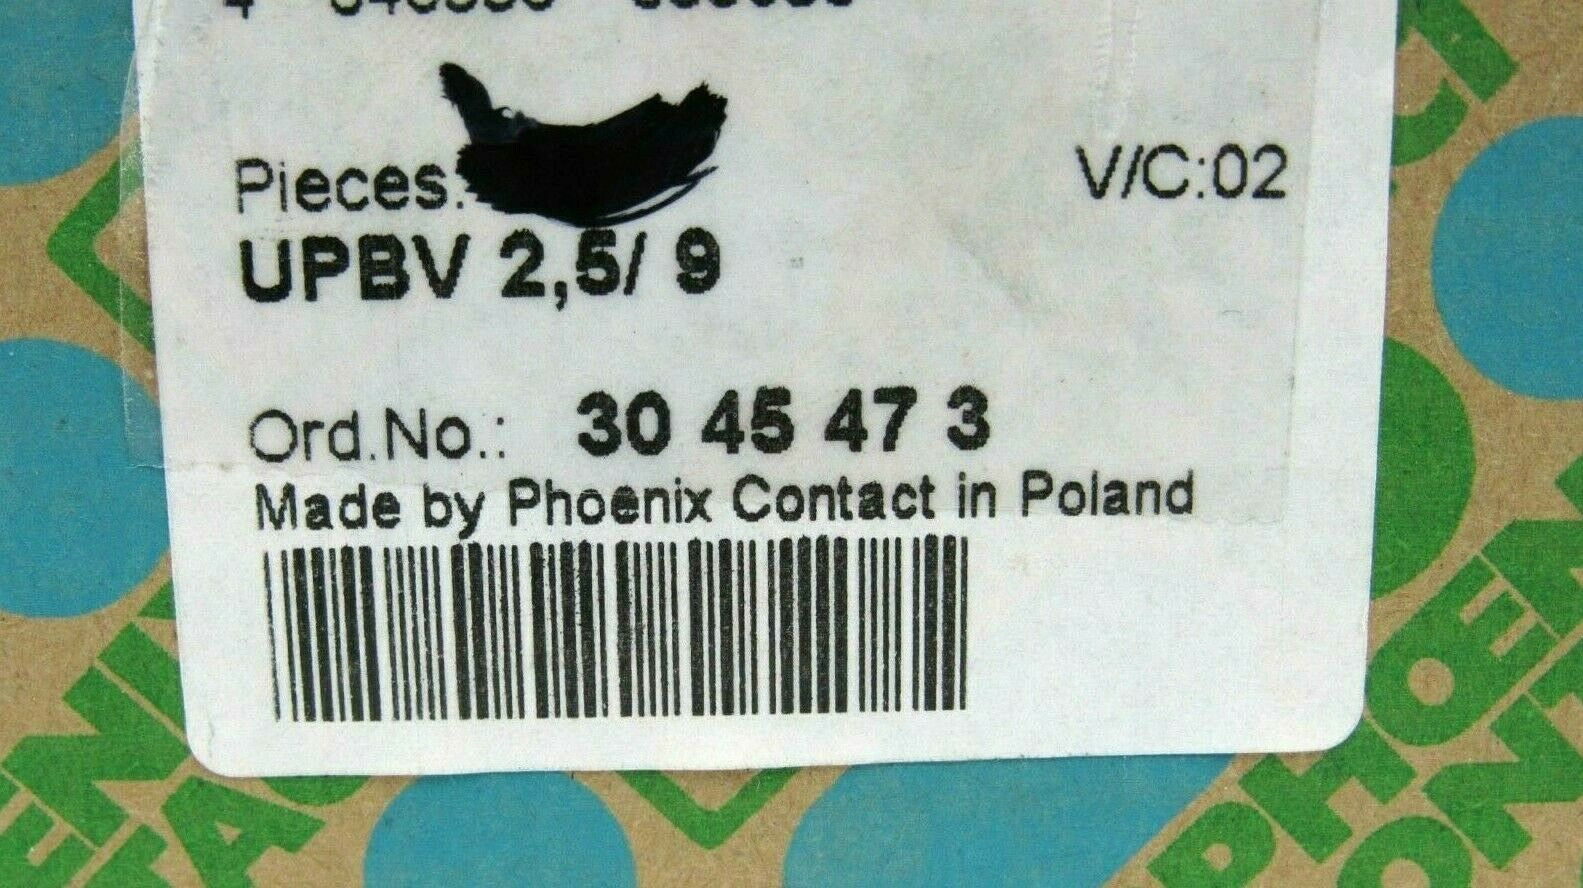 Pieces:
V/C:02
UPBV 2,5/ 9
Ord.No.: 30 45 47 3
Made by Phoenix Contact in Poland